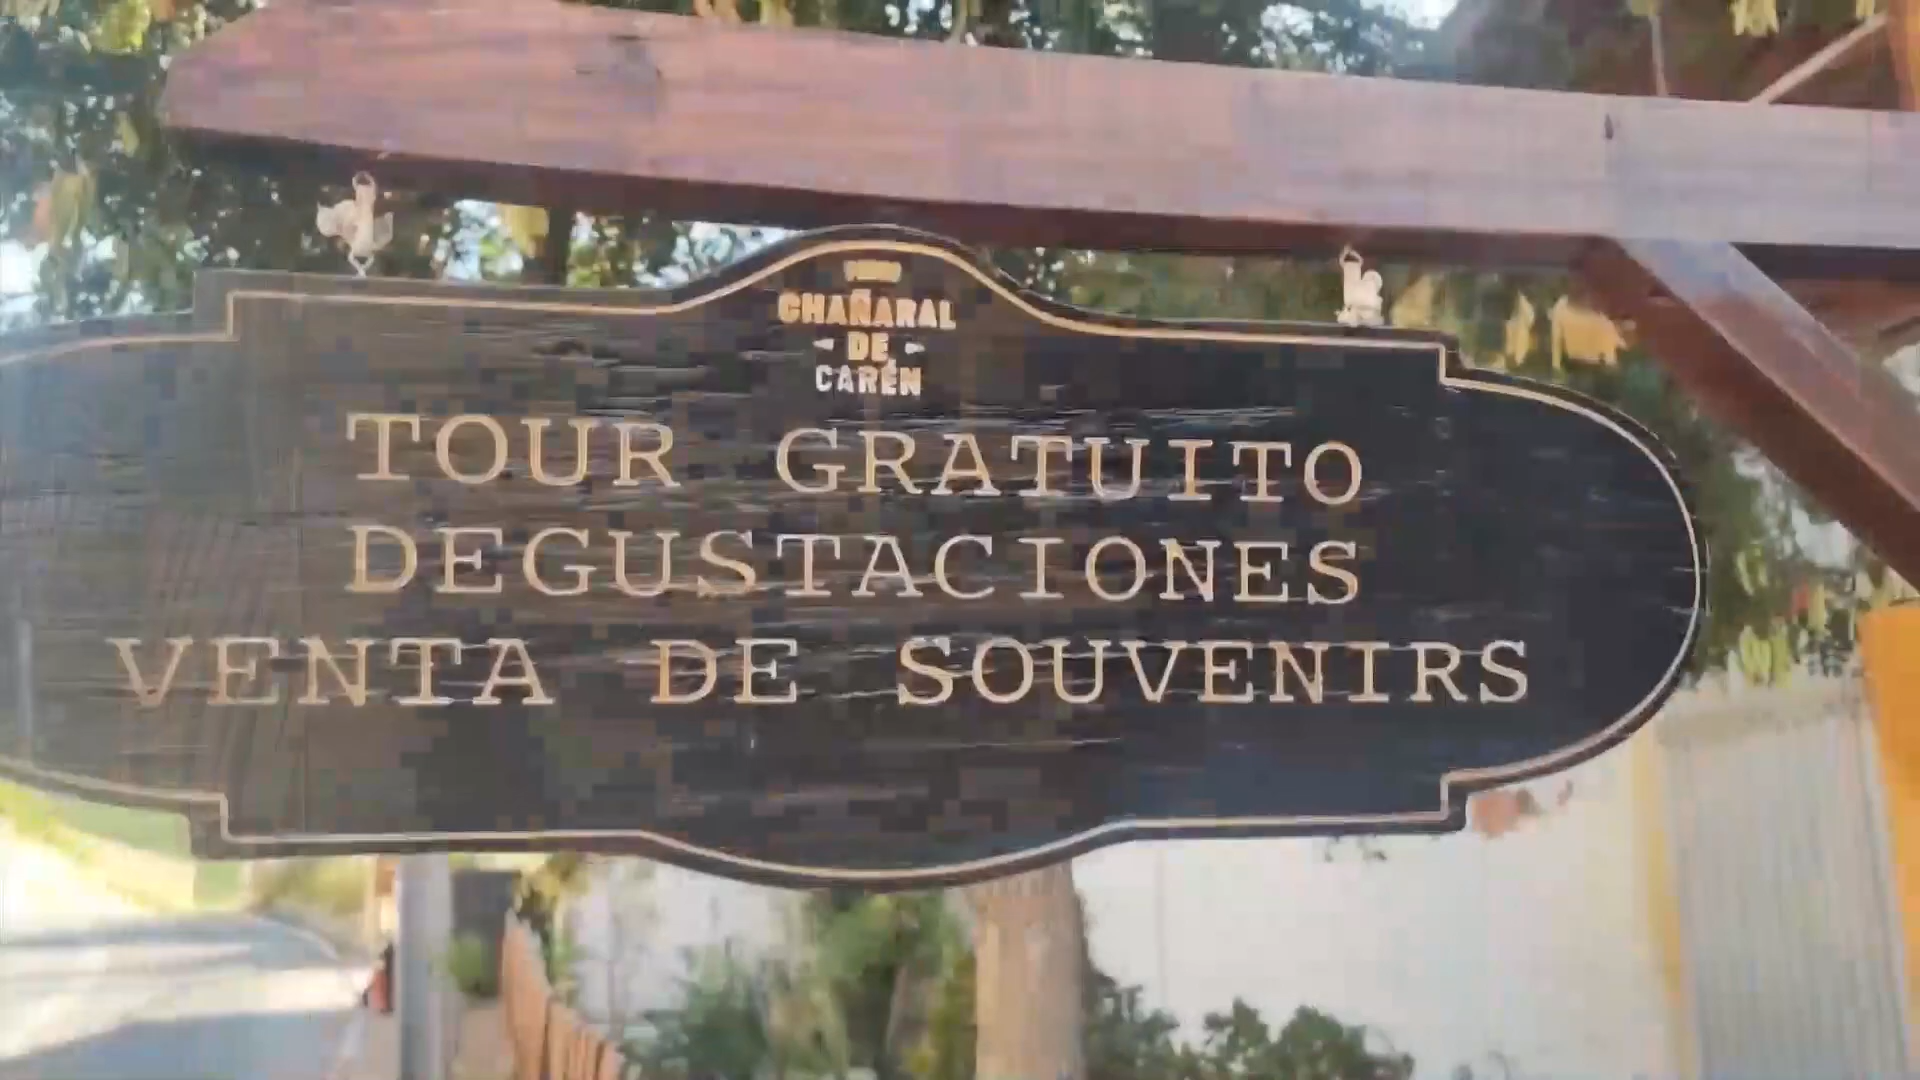 CHAÑARAL
DE
CARÉN
TOUR GRATUITO
DEGUSTACIONES
VENTA DE SOUVENIRS